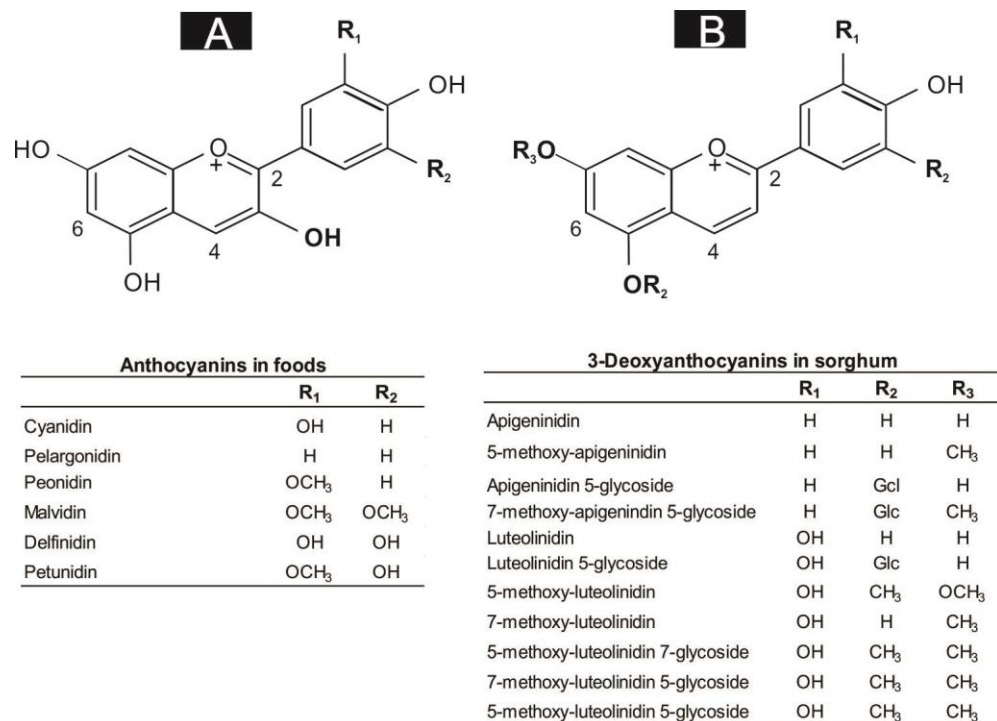 A
B
R₁
OH
HO
O
+
2
R₂
6
4
OH
OH
R₁
OH
R₃O
O
+
2
R₂
6
4
OR₂
Anthocyanins in foods
R₁ R₂
Cyanidin OH H
Pelargonidin H H
Peonidin OCH₃ H
Malvidin OCH₃ OCH₃
Delfinidin OH OH
Petunidin OCH₃ OH
3-Deoxyanthocyanins in sorghum
R₁ R₂ R₃
Apigeninidin H H H
5-methoxy-apigeninidin H H CH₃
Apigeninidin 5-glycoside H Gcl H
7-methoxy-apigenindin 5-glycoside H Glc CH₃
Luteolinidin OH H H
Luteolinidin 5-glycoside OH Glc H
5-methoxy-luteolinidin OH CH₃ OCH₃
7-methoxy-luteolinidin OH H CH₃
5-methoxy-luteolinidin 7-glycoside OH CH₃ CH₃
7-methoxy-luteolinidin 5-glycoside OH CH₃ CH₃
5-methoxy-luteolinidin 5-glycoside OH CH₃ CH₃